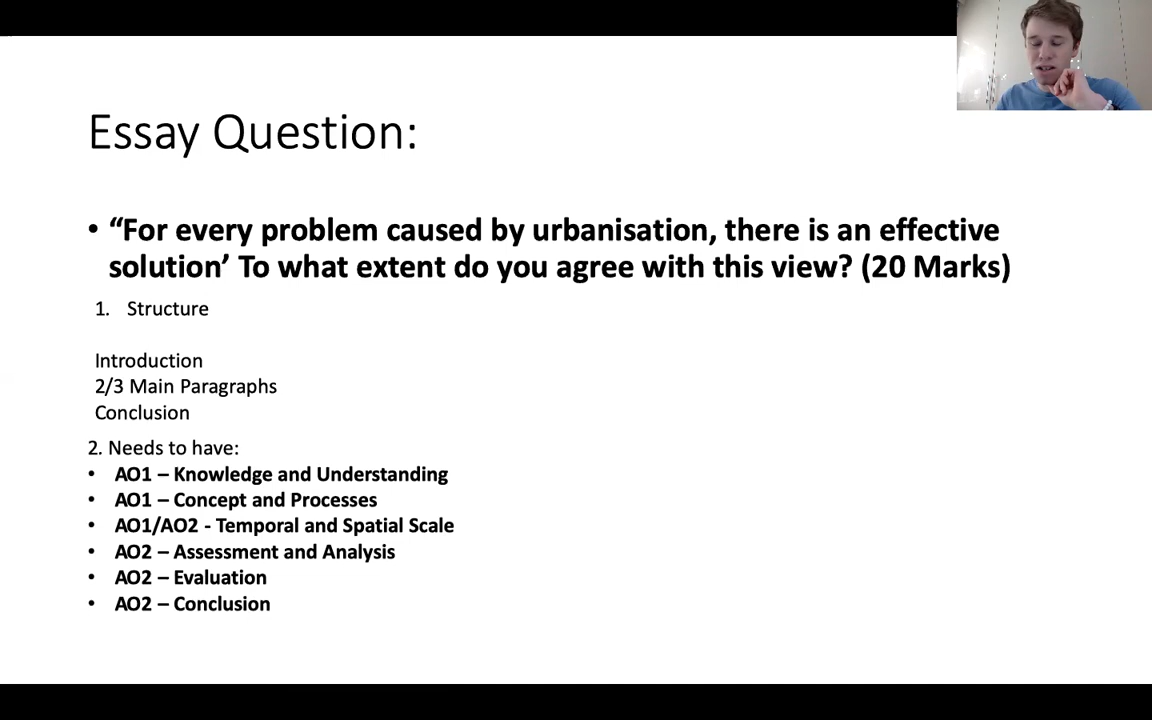 Essay Question:
• “For every problem caused by urbanisation, there is an effective
solution’ To what extent do you agree with this view? (20 Marks)
1. Structure
Introduction
2/3 Main Paragraphs
Conclusion
2. Needs to have:
• AO1 – Knowledge and Understanding
• AO1 – Concept and Processes
• AO1/AO2 - Temporal and Spatial Scale
• AO2 – Assessment and Analysis
• AO2 – Evaluation
• AO2 – Conclusion